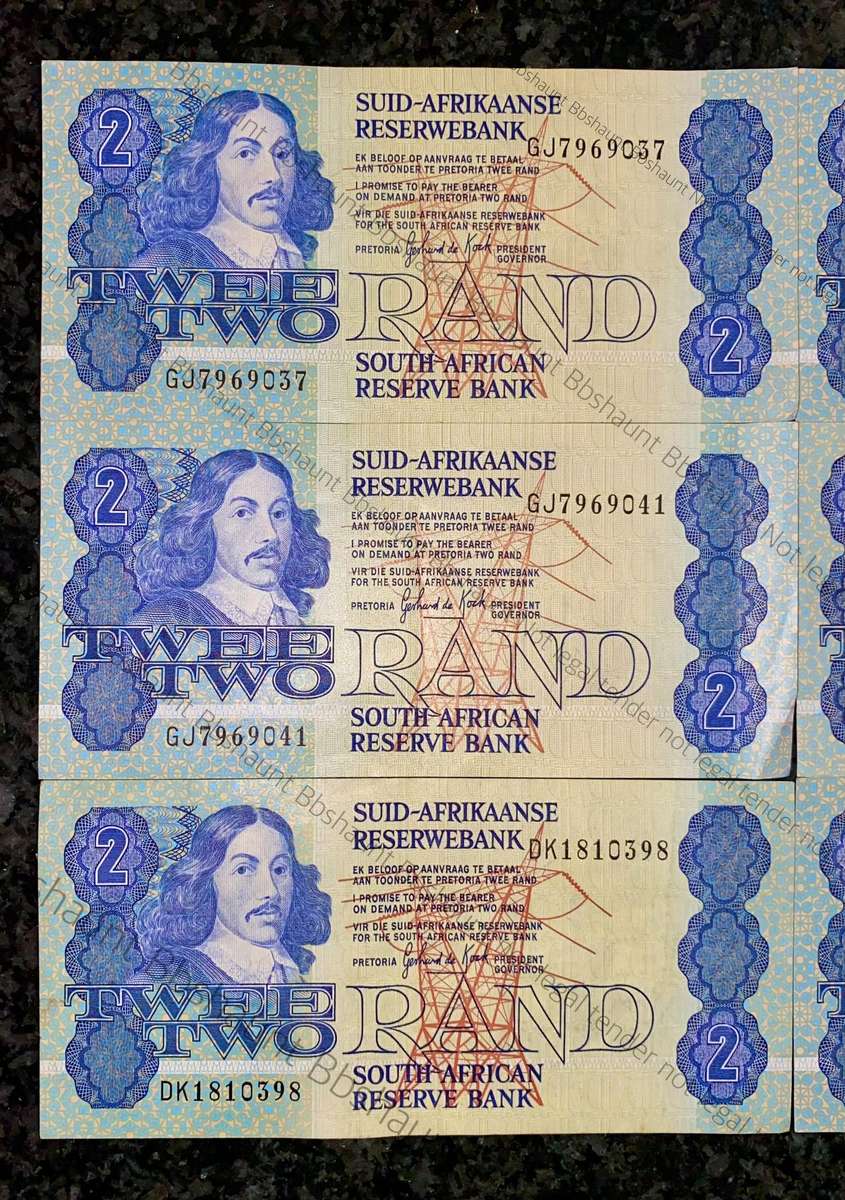 2
SUID-AFRIKAANSE
RESERWEBANK
GJ7969037
EK BELOOF OP AANVRAAG TE BETAAL
AAN TOONDER TE PRETORIA TWEE RAND
I PROMISE TO PAY THE BEARER
ON DEMAND AT PRETORIA TWO RAND
VIR DIE SUID-AFRIKAANSE RESERWEBANK
FOR THE SOUTH AFRICAN RESERVE BANK
PRETORIA Gerhard de Kock PRESIDENT
GOVERNOR
TWEE
TWO RAND
2
SOUTH AFRICAN
RESERVE BANK
GJ7969037
2
SUID-AFRIKAANSE
RESERWEBANK
GJ7969041
EK BELOOF OP AANVRAAG TE BETAAL
AAN TOONDER TE PRETORIA TWEE RAND
I PROMISE TO PAY THE BEARER
ON DEMAND AT PRETORIA TWO RAND
VIR DIE SUID-AFRIKAANSE RESERWEBANK
FOR THE SOUTH AFRICAN RESERVE BANK
PRETORIA Gerhard de Kock PRESIDENT
GOVERNOR
TWEE
TWO RAND
2
SOUTH AFRICAN
RESERVE BANK
GJ7969041
2
SUID-AFRIKAANSE
RESERWEBANK
DK1810398
EK BELOOF OP AANVRAAG TE BETAAL
AAN TOONDER TE PRETORIA TWEE RAND
I PROMISE TO PAY THE BEARER
ON DEMAND AT PRETORIA TWO RAND
VIR DIE SUID-AFRIKAANSE RESERWEBANK
FOR THE SOUTH AFRICAN RESERVE BANK
PRETORIA Gerhard de Kock PRESIDENT
GOVERNOR
TWEE
TWO RAND
2
SOUTH AFRICAN
RESERVE BANK
DK1810398
Bbshaunt Not legal tender not legal tender